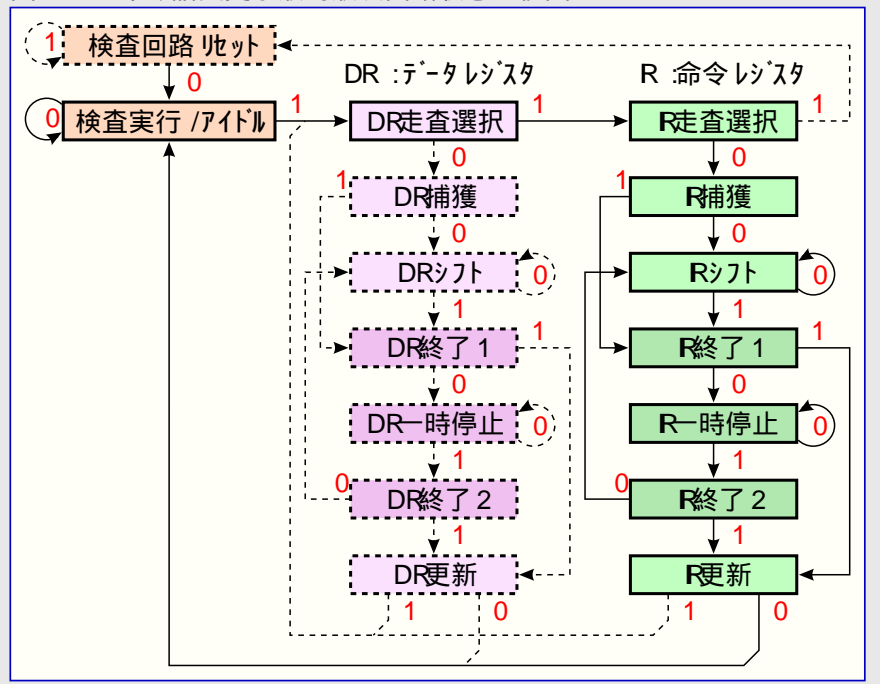 1 検査回路リセット
0
DR :データレジスタ R :命令レジスタ
0 検査実行 /アイドル 1 DR走査選択 1 R走査選択 1
0 0
1 DR捕獲 1 R捕獲
0 0
DRシフト 0 Rシフト 0
1 1
DR終了1 1 R終了1 1
0 0
DR一時停止 0 R一時停止 0
1 1
0 DR終了2 0 R終了2
1 1
DR更新 R更新
1 0 1 0